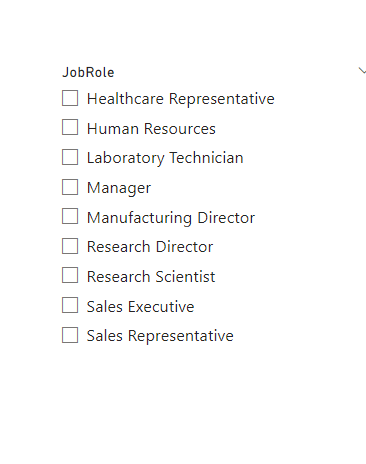 JobRole
Healthcare Representative
Human Resources
Laboratory Technician
Manager
Manufacturing Director
Research Director
Research Scientist
Sales Executive
Sales Representative